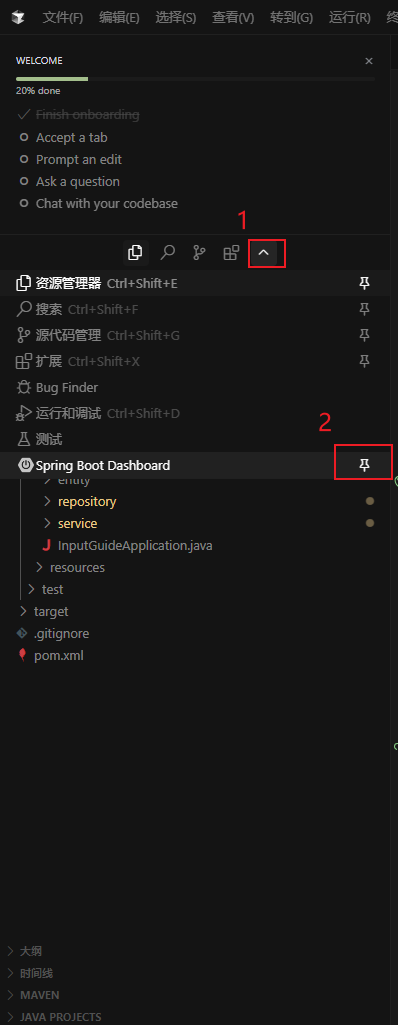 文件(F) 编辑(E) 选择(S) 查看(V) 转到(G) 运行(R)
WELCOME
20% done
Finish onboarding
Accept a tab
Prompt an edit
Ask a question
Chat with your codebase
1
资源管理器 Ctrl+Shift+E
搜索 Ctrl+Shift+F
源代码管理 Ctrl+Shift+G
扩展 Ctrl+Shift+X
Bug Finder
运行和调试 Ctrl+Shift+D
测试
2
Spring Boot Dashboard
entity
repository
service
InputGuideApplication.java
resources
test
target
.gitignore
pom.xml
大纲
时间线
MAVEN
JAVA PROJECTS